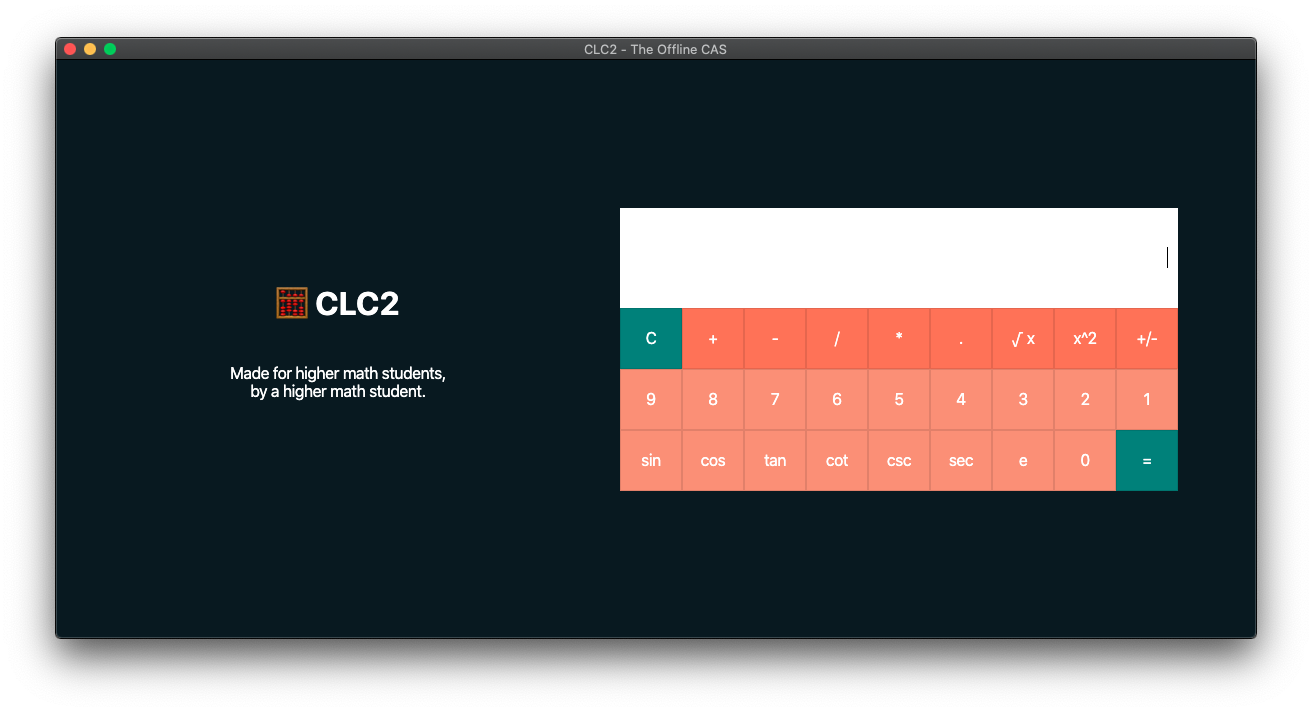 CLC2 - The Offline CAS
CLC2
Made for higher math students,
by a higher math student.
C + - / * . √ x x^2 +/-
9 8 7 6 5 4 3 2 1
sin cos tan cot csc sec e 0 =